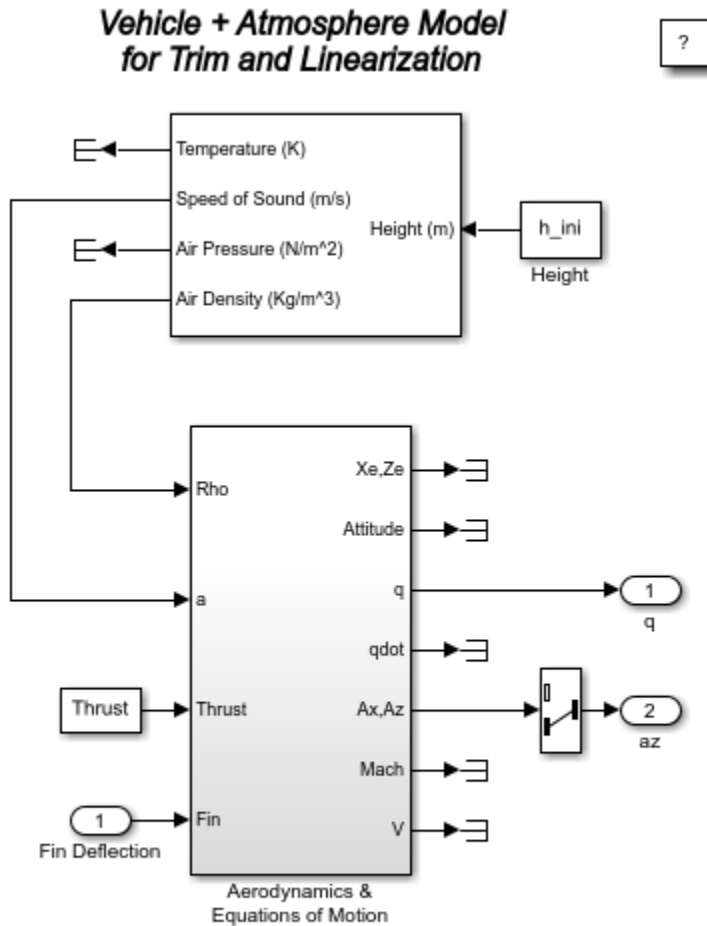 Vehicle + Atmosphere Model
for Trim and Linearization
?
Temperature (K)
Speed of Sound (m/s)
Air Pressure (N/m^2)
Air Density (Kg/m^3)
Height (m)
h_ini
Height
Rho
a
Thrust
Thrust
1
Fin
Fin Deflection
Xe,Ze
Attitude
q
qdot
Ax,Az
Mach
V
1
q
2
az
Aerodynamics &
Equations of Motion